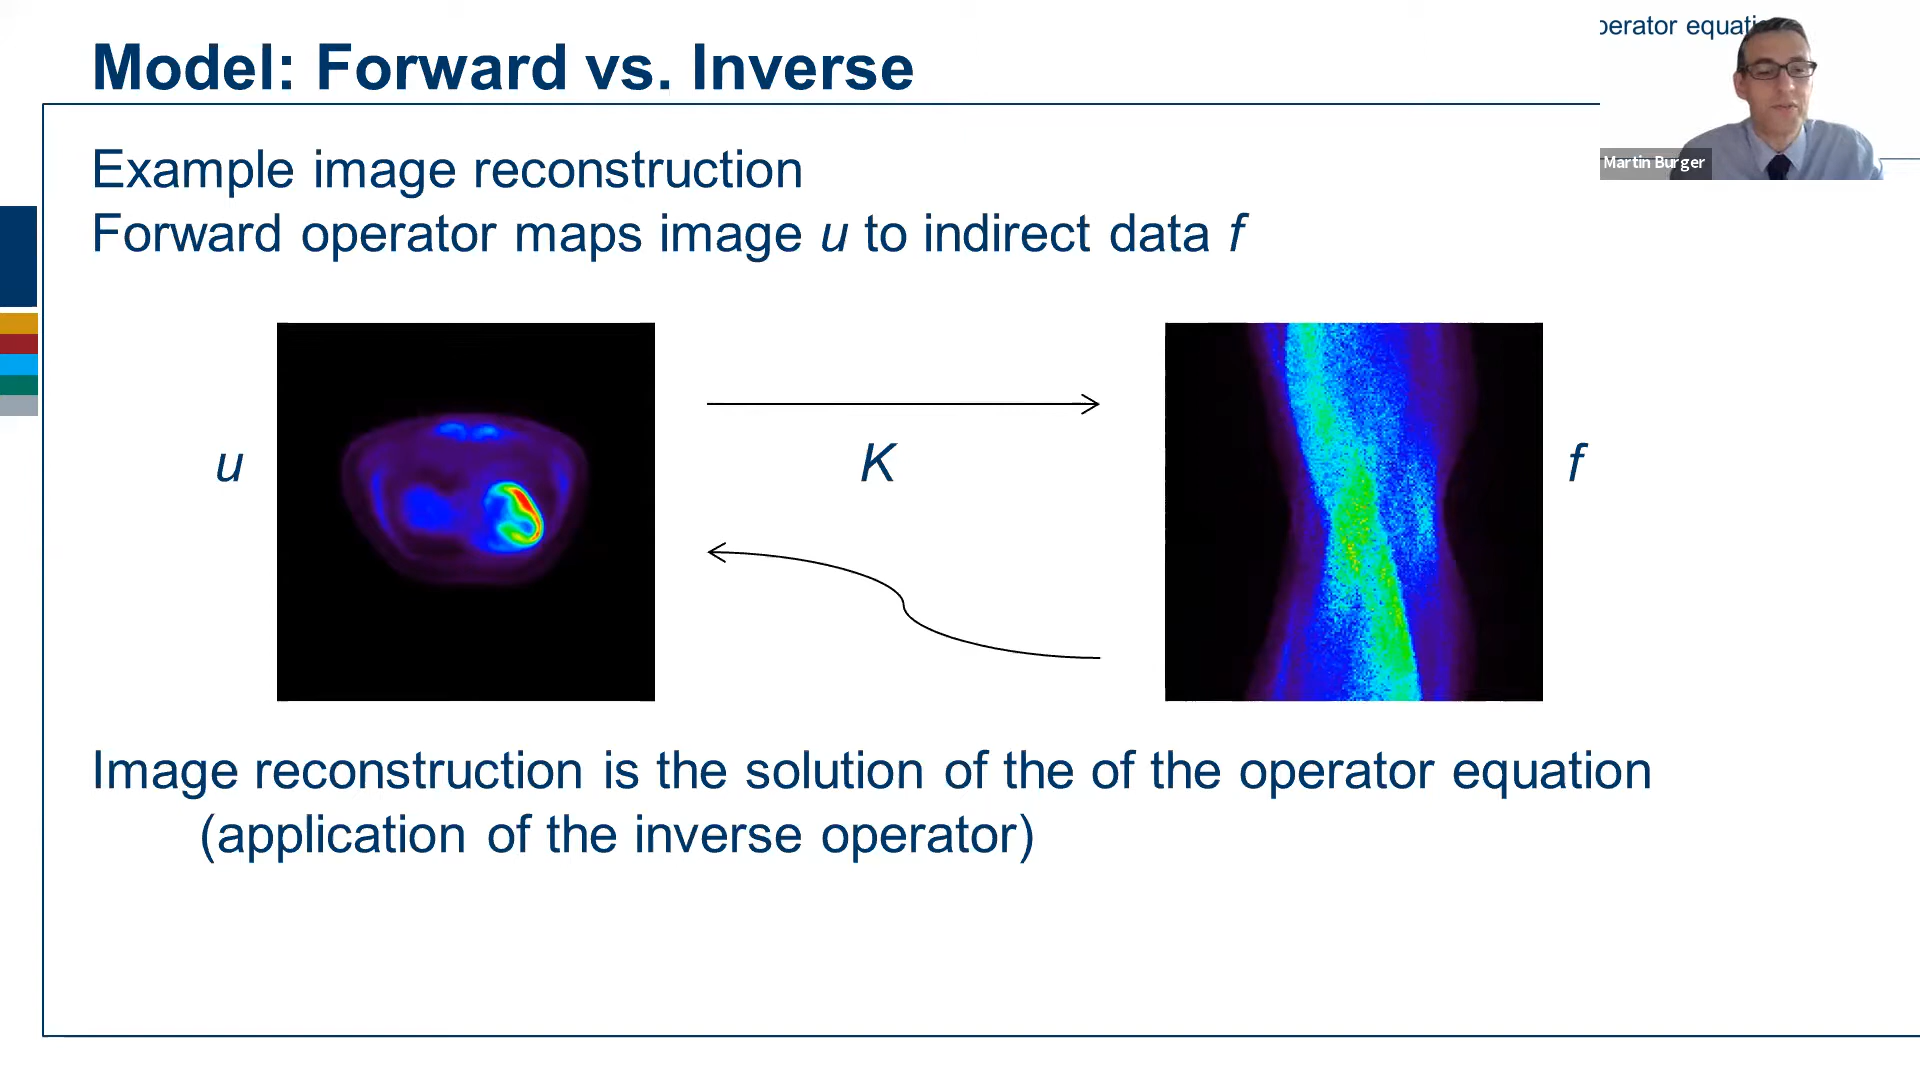 perator equati
Model: Forward vs. Inverse
Martin Burger
Example image reconstruction
Forward operator maps image u to indirect data f
u
K
f
Image reconstruction is the solution of the of the operator equation
(application of the inverse operator)